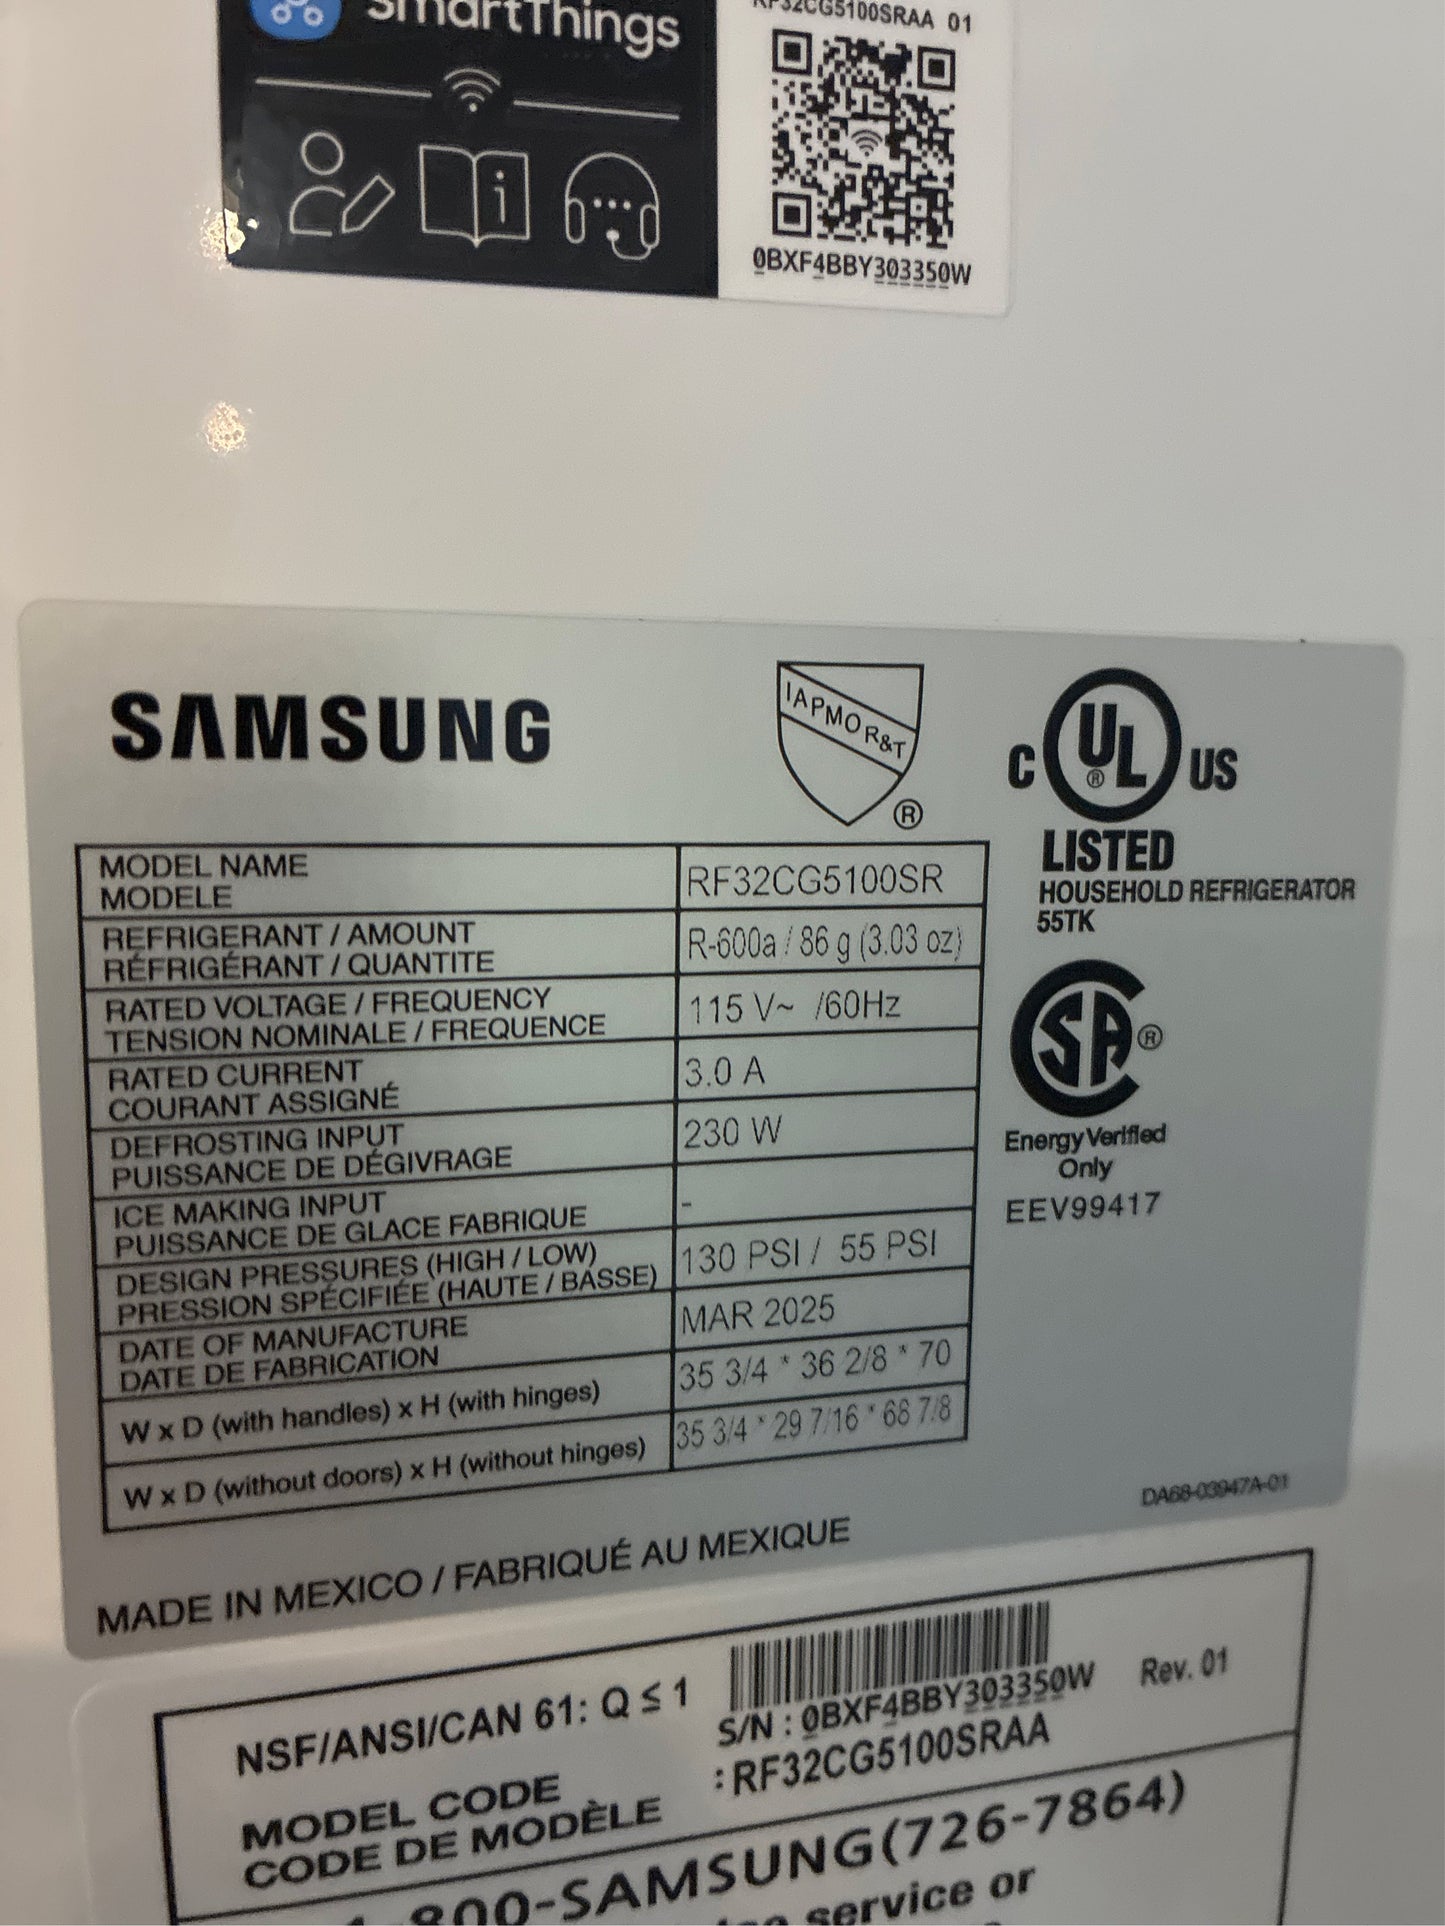 SmartThings
RF32CG5100SRAA 01
i
0BXF4BBY303350W
SAMSUNG
IAPMO R&T
®
C UL US
®
LISTED
HOUSEHOLD REFRIGERATOR
55TK
SA ®
Energy Verified
Only
EEV99417
MODEL NAME
MODELE
RF32CG5100SR
REFRIGERANT / AMOUNT
RÉFRIGÉRANT / QUANTITE
R-600a / 86 g (3.03 oz)
RATED VOLTAGE / FREQUENCY
TENSION NOMINALE / FREQUENCE
115 V~ /60Hz
RATED CURRENT
COURANT ASSIGNÉ
3.0 A
DEFROSTING INPUT
PUISSANCE DE DÉGIVRAGE
230 W
ICE MAKING INPUT
PUISSANCE DE GLACE FABRIQUE
-
DESIGN PRESSURES (HIGH / LOW)
PRESSION SPÉCIFIÉE (HAUTE / BASSE)
130 PSI / 55 PSI
DATE OF MANUFACTURE
DATE DE FABRICATION
MAR 2025
W x D (with handles) x H (with hinges)
35 3/4 * 36 2/8 * 70
W x D (without doors) x H (without hinges)
35 3/4 * 29 7/16 * 68 7/8
DA68-03947A-01
MADE IN MEXICO / FABRIQUÉ AU MEXIQUE
NSF/ANSI/CAN 61: Q ≤ 1
S/N : 0BXF4BBY303350W
Rev. 01
MODEL CODE
CODE DE MODÈLE
: RF32CG5100SRAA
1-800-SAMSUNG(726-7864)
service or